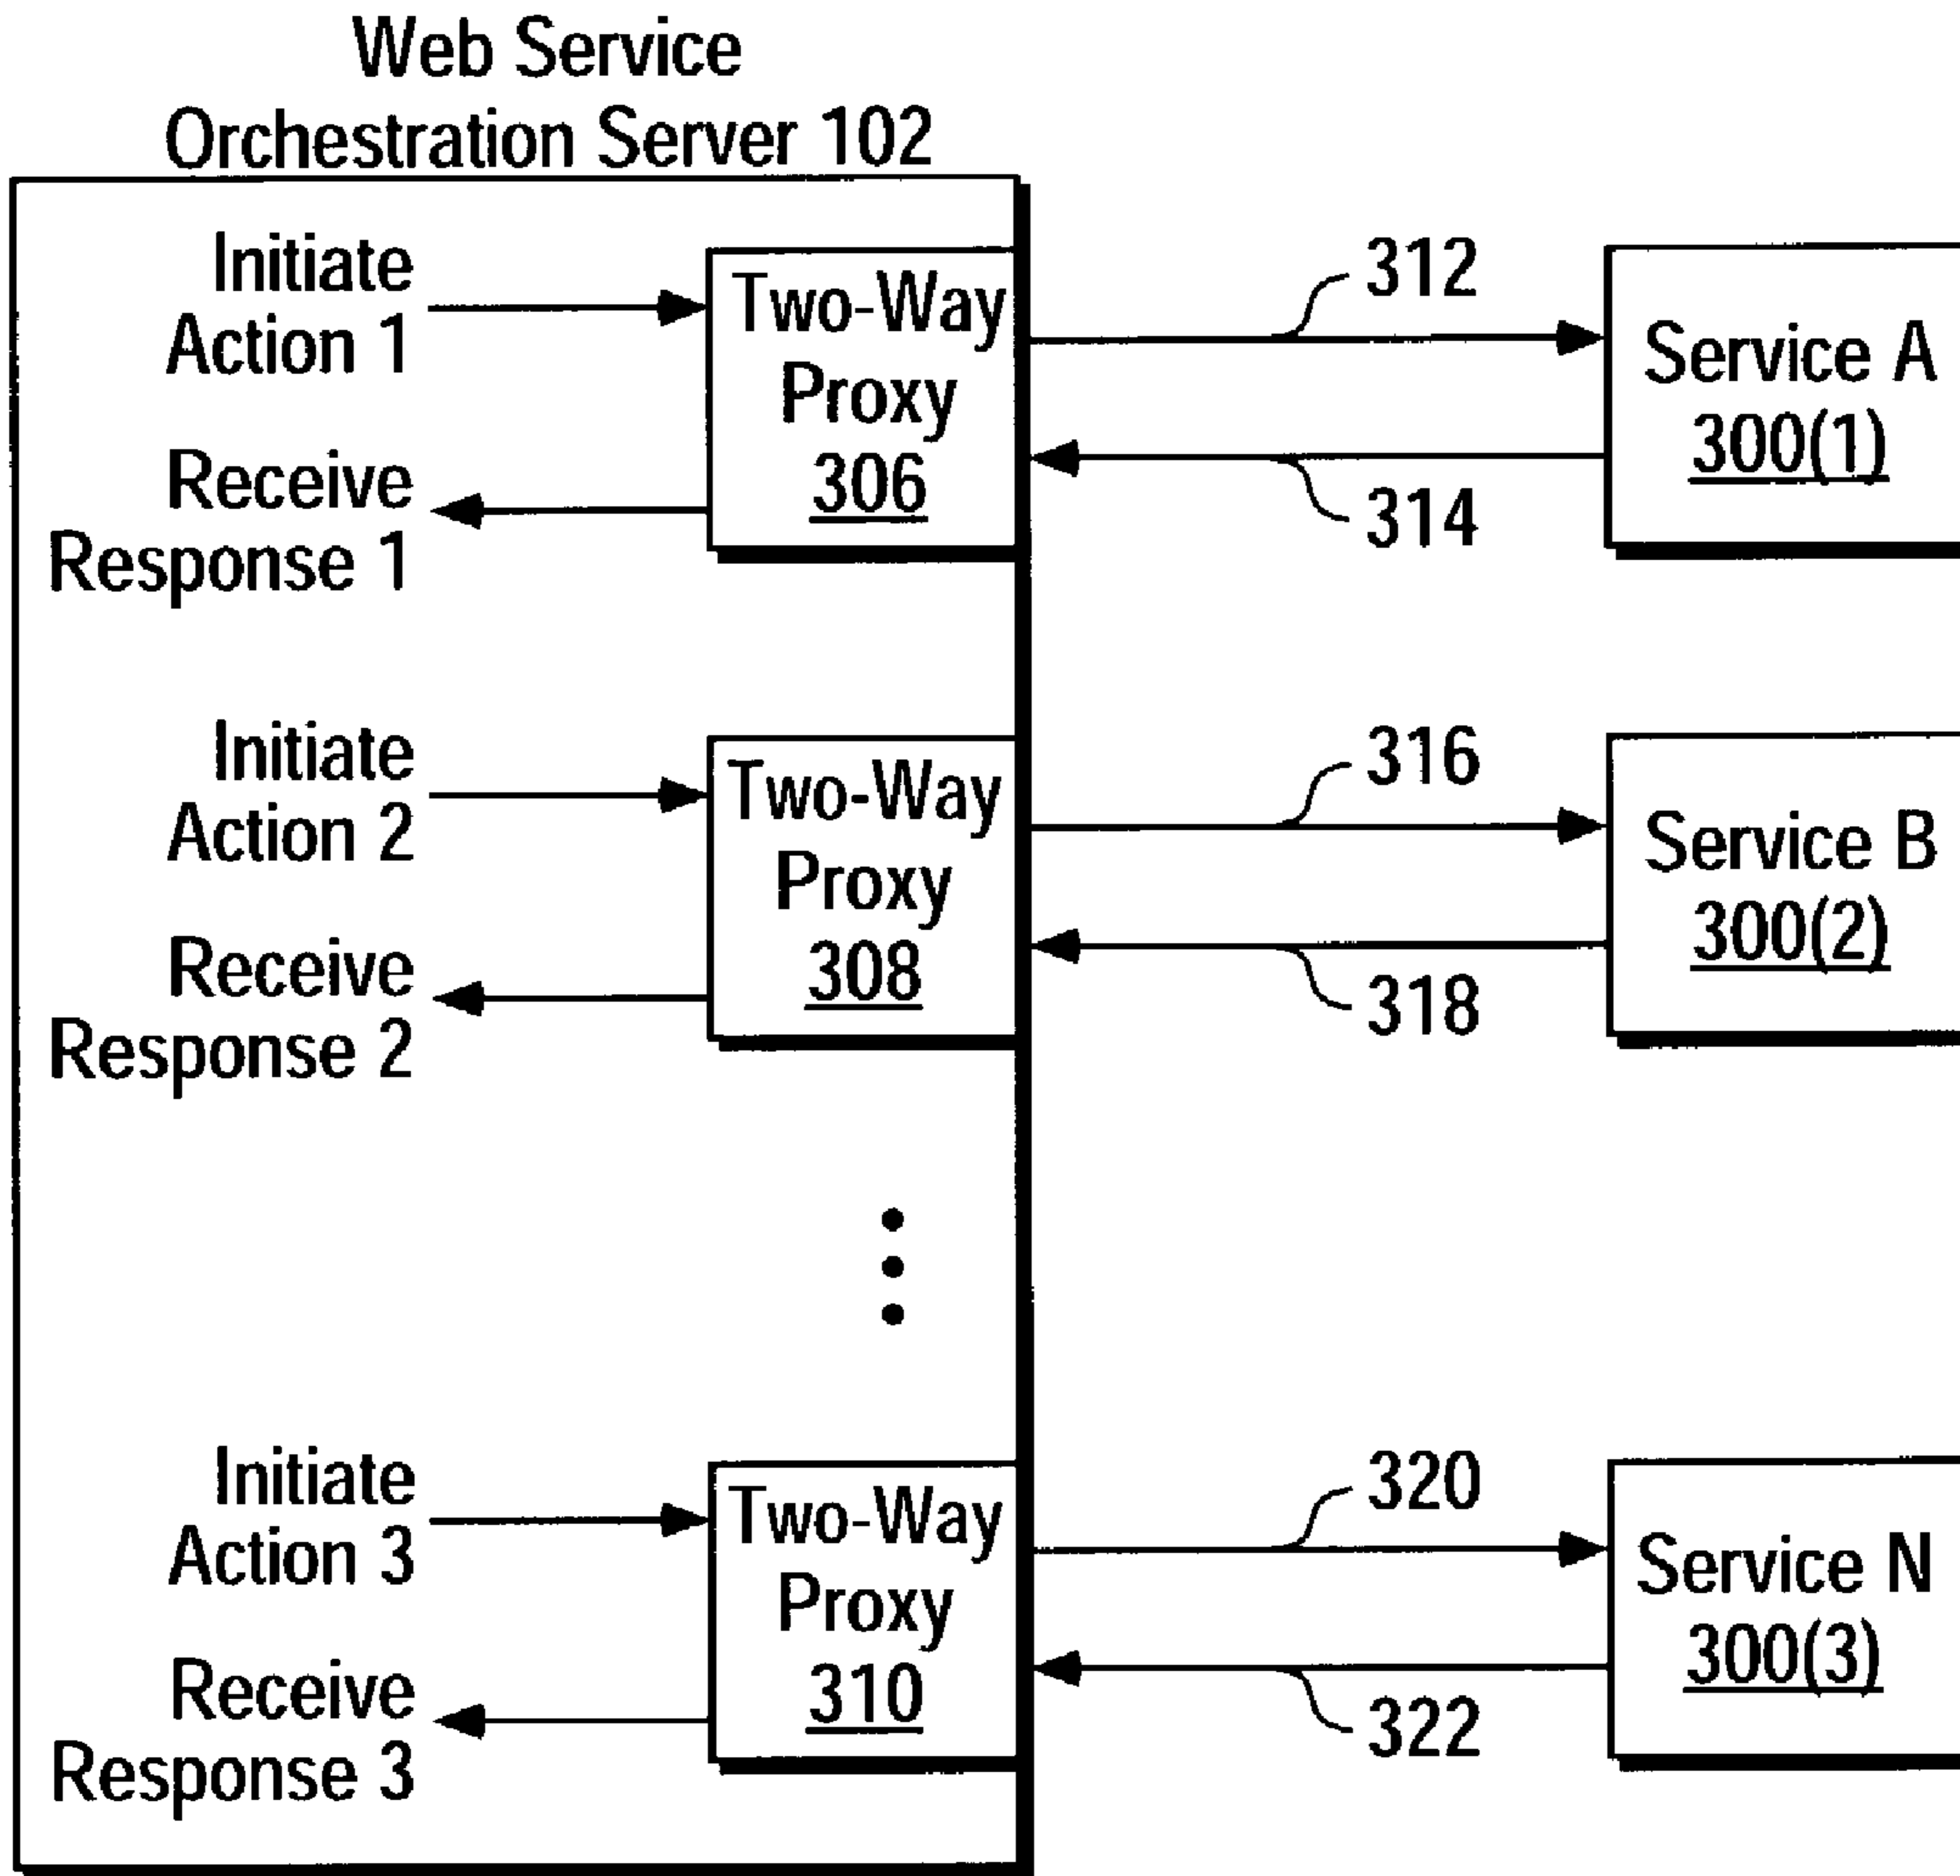 Web Service
Orchestration Server 102
Initiate
Action 1
Receive
Response 1
Two-Way
Proxy
306
312
314
Service A
300(1)
Initiate
Action 2
Receive
Response 2
Two-Way
Proxy
308
316
318
Service B
300(2)
Initiate
Action 3
Receive
Response 3
Two-Way
Proxy
310
320
322
Service N
300(3)